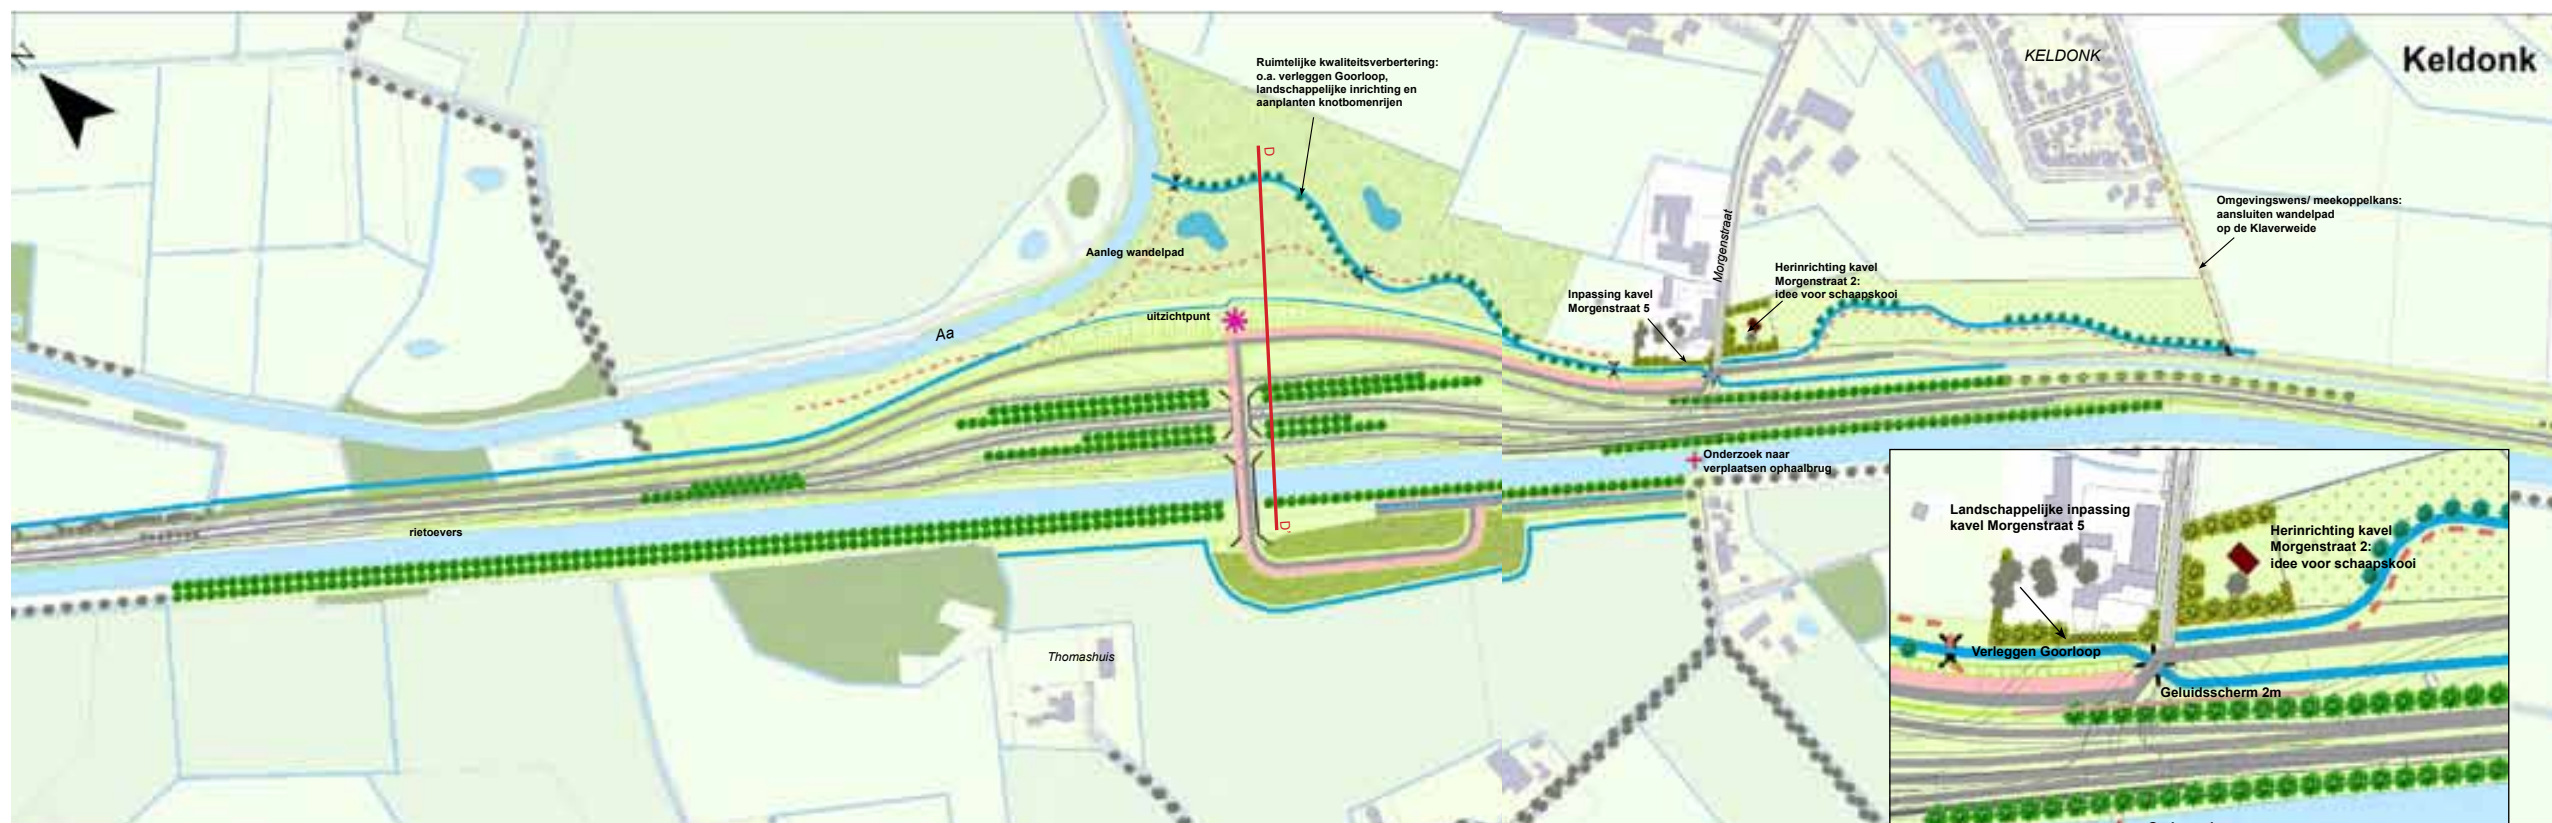 N
Ruimtelijke kwaliteitsverbertering:
o.a. verleggen Goorloop,
landschappelijke inrichting en
aanplanten knotbomenrijen
KELDONK
Keldonk
Omgevingswens/ meekoppelkans:
aansluiten wandelpad
op de Klaverweide
D
Morgenstraat
Aanleg wandelpad
Herinrichting kavel
Morgenstraat 2:
idee voor schaapskooi
Inpassing kavel
Morgenstraat 5
uitzichtpunt
Aa
Onderzoek naar
verplaatsen ophaalbrug
rietoevers
D'
Thomashuis
Landschappelijke inpassing
kavel Morgenstraat 5
Herinrichting kavel
Morgenstraat 2:
idee voor schaapskooi
Verleggen Goorloop
Geluidsscherm 2m